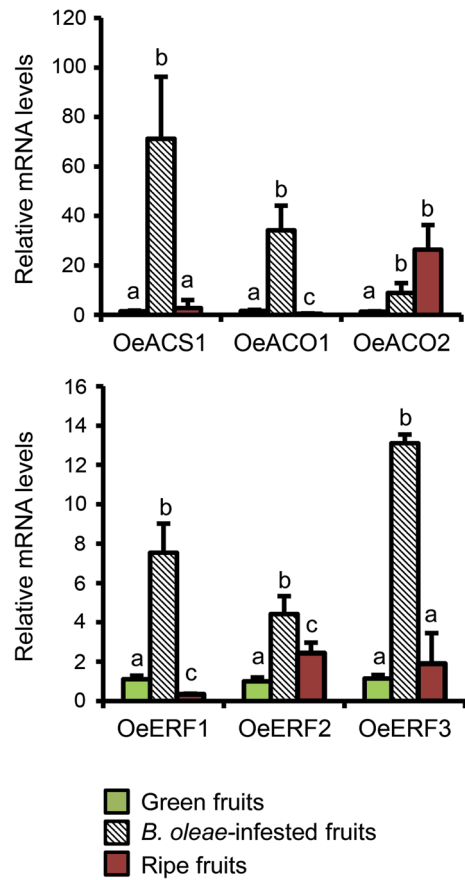 Relative mRNA levels
120
100
80
60
40
20
0
a b a
a b c
a b b
OeACS1 OeACO1 OeACO2
Relative mRNA levels
16
14
12
10
8
6
4
2
0
a b c
a b c
a b a
OeERF1 OeERF2 OeERF3
Green fruits
B. oleae-infested fruits
Ripe fruits